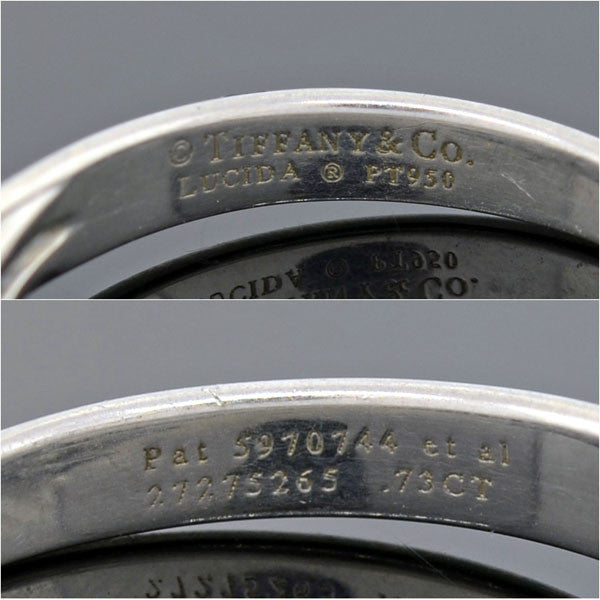 © TIFFANY & CO.
LUCIDA ® PT950
Pat 5970744 et al
27275265 .73CT